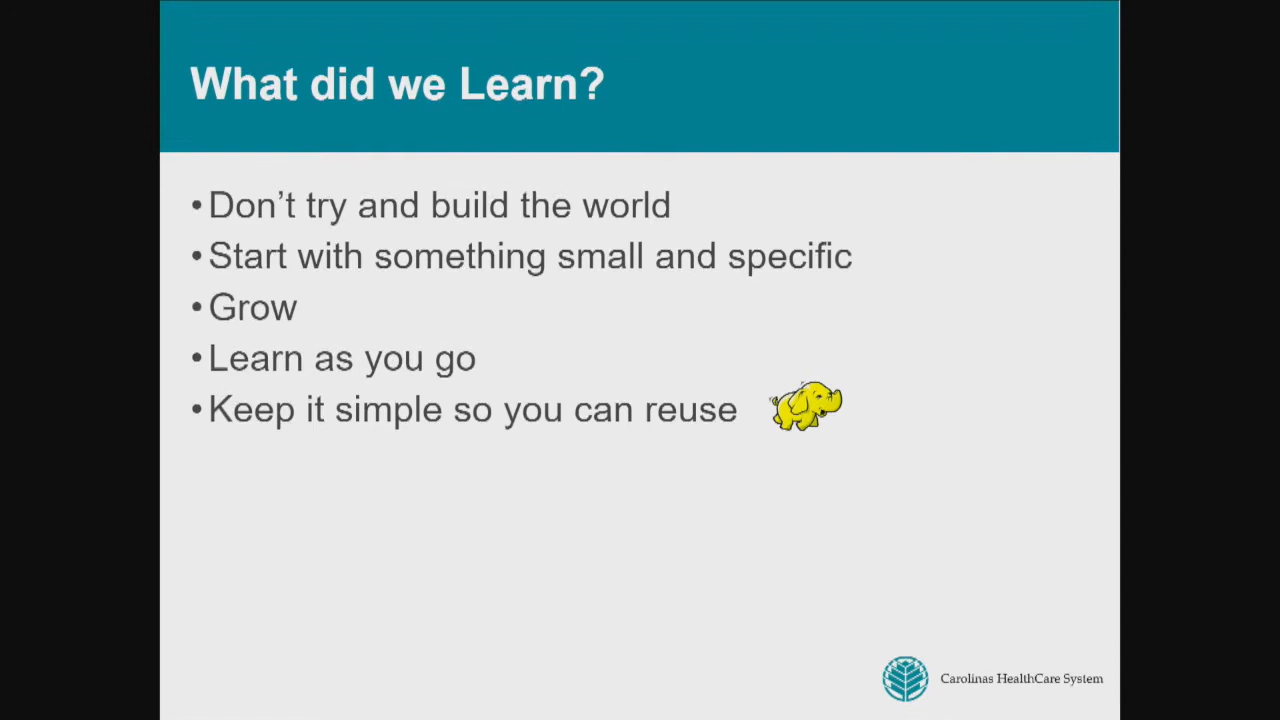 What did we Learn?
•Don’t try and build the world
•Start with something small and specific
•Grow
•Learn as you go
•Keep it simple so you can reuse
Carolinas HealthCare System